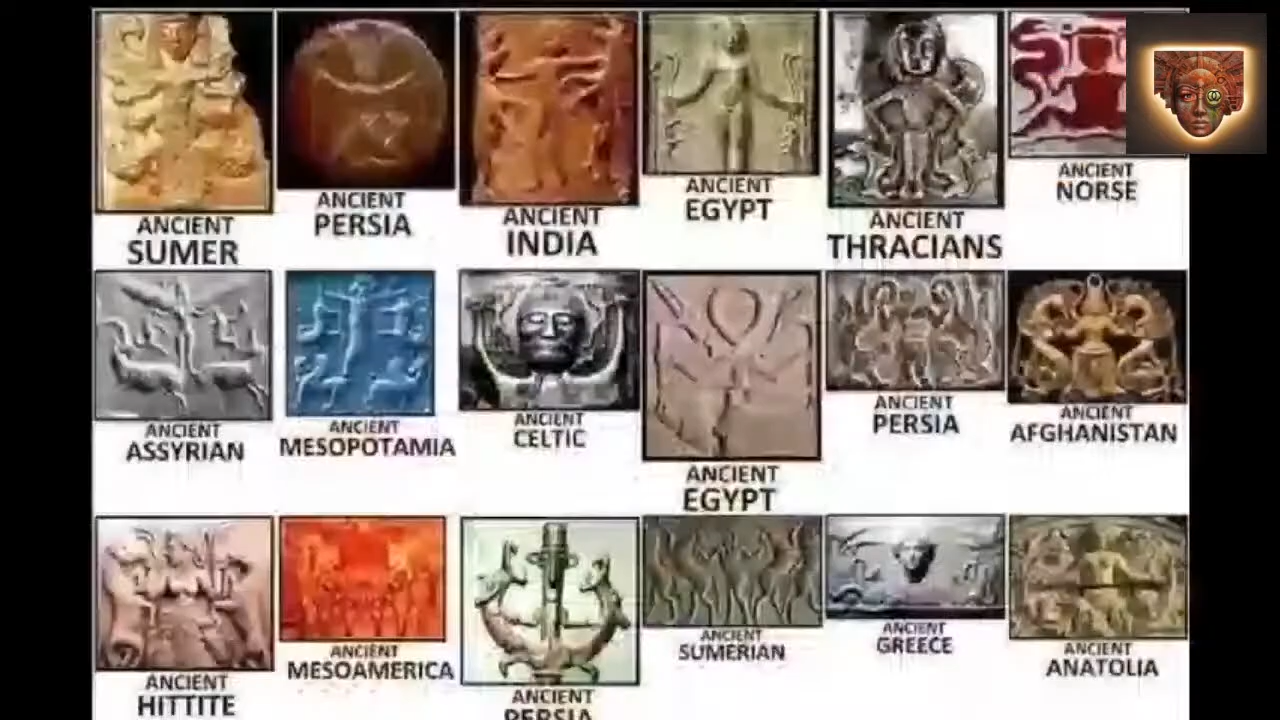 ANCIENT
SUMER
ANCIENT
PERSIA
ANCIENT
INDIA
ANCIENT
EGYPT
ANCIENT
THRACIANS
ANCIENT
NORSE
ANCIENT
ASSYRIAN
ANCIENT
MESOPOTAMIA
ANCIENT
CELTIC
ANCIENT
EGYPT
ANCIENT
PERSIA
ANCIENT
AFGHANISTAN
ANCIENT
HITTITE
ANCIENT
MESOAMERICA
ANCIENT
PERSIA
ANCIENT
SUMERIAN
ANCIENT
GREECE
ANCIENT
ANATOLIA